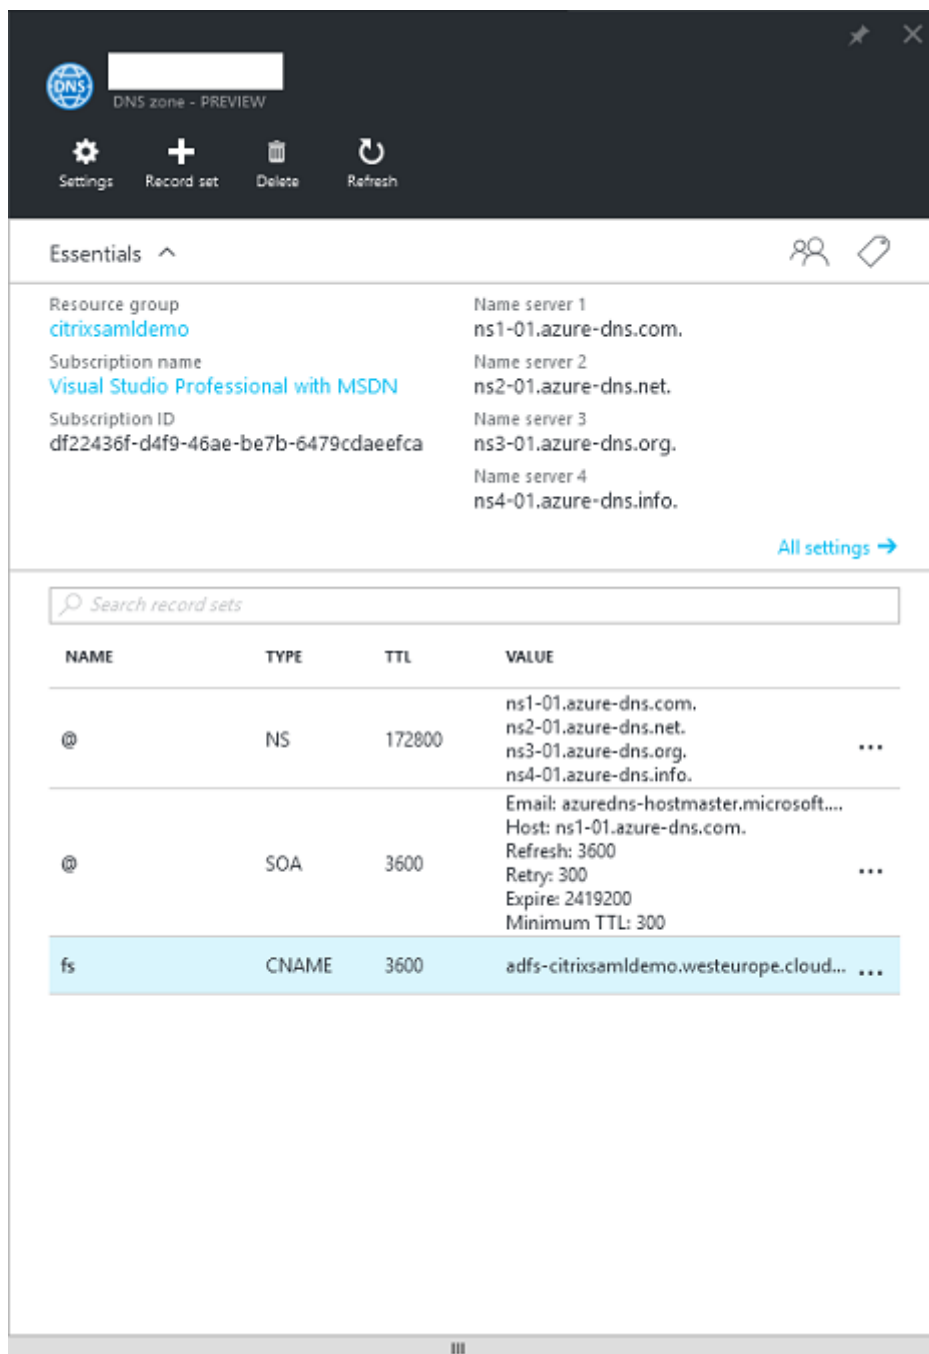 DNS
DNS zone - PREVIEW
Settings
Record set
Delete
Refresh
Essentials
Resource group
citrixsamldemo
Subscription name
Visual Studio Professional with MSDN
Subscription ID
df22436f-d4f9-46ae-be7b-6479cdaeefca
Name server 1
ns1-01.azure-dns.com.
Name server 2
ns2-01.azure-dns.net.
Name server 3
ns3-01.azure-dns.org.
Name server 4
ns4-01.azure-dns.info.
All settings →
Search record sets
NAME TYPE TTL VALUE
@ NS 172800
ns1-01.azure-dns.com.
ns2-01.azure-dns.net.
ns3-01.azure-dns.org.
ns4-01.azure-dns.info.
...
@ SOA 3600
Email: azuredns-hostmaster.microsoft....
Host: ns1-01.azure-dns.com.
Refresh: 3600
Retry: 300
Expire: 2419200
Minimum TTL: 300
...
fs CNAME 3600 adfs-citrixsamldemo.westeurope.cloud... ...